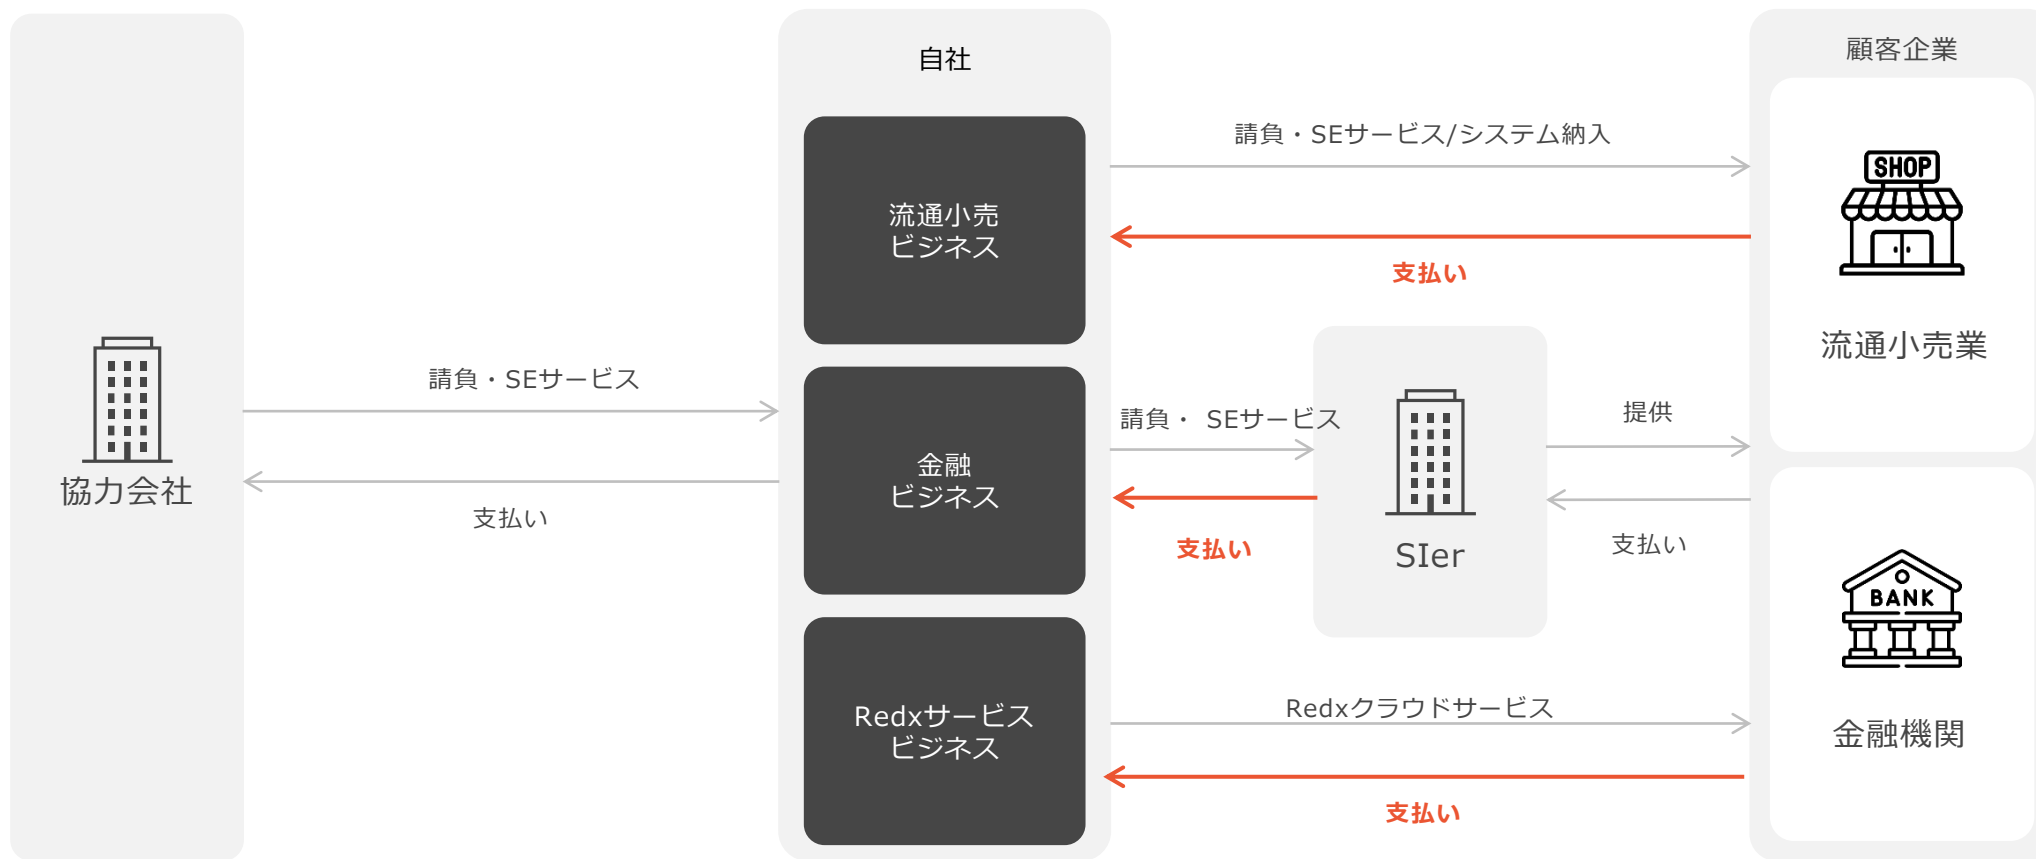 自社
顧客企業
請負・SEサービス/システム納入
SHOP
流通小売
ビジネス
支払い
流通小売業
請負・SEサービス
請負・ SEサービス
提供
金融
ビジネス
協力会社
支払い
支払い
SIer
支払い
BANK
Redxサービス
ビジネス
Redxクラウドサービス
金融機関
支払い